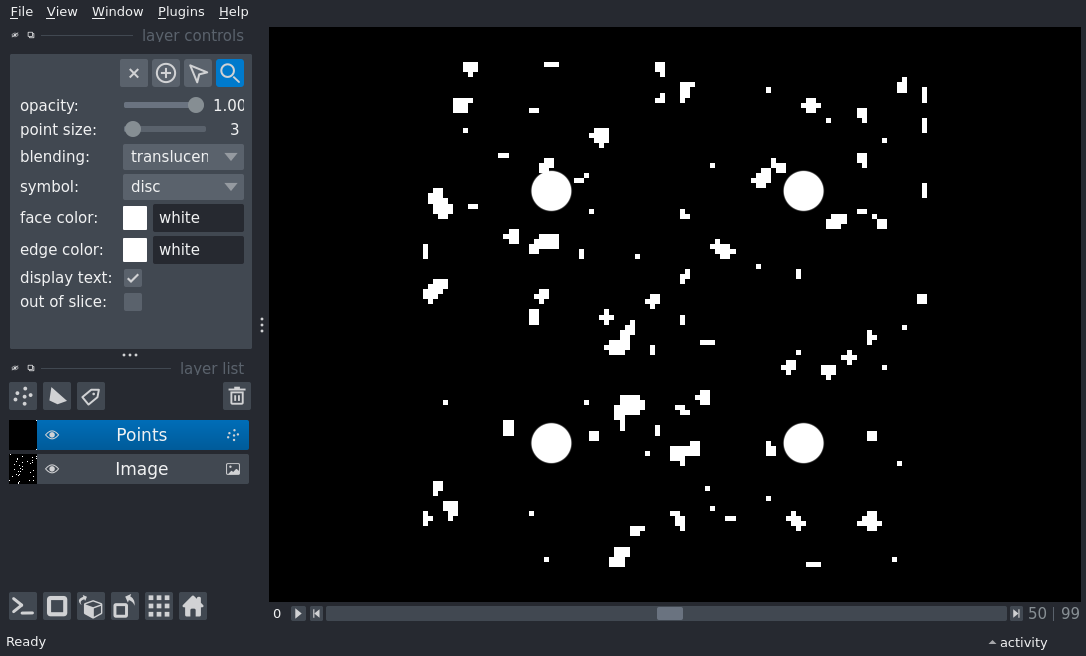 File View Window Plugins Help
layer controls
opacity: 1.00
point size: 3
blending: translucen
symbol: disc
face color: white
edge color: white
display text:
out of slice:
layer list
Points
Image
0 50 | 99
Ready activity